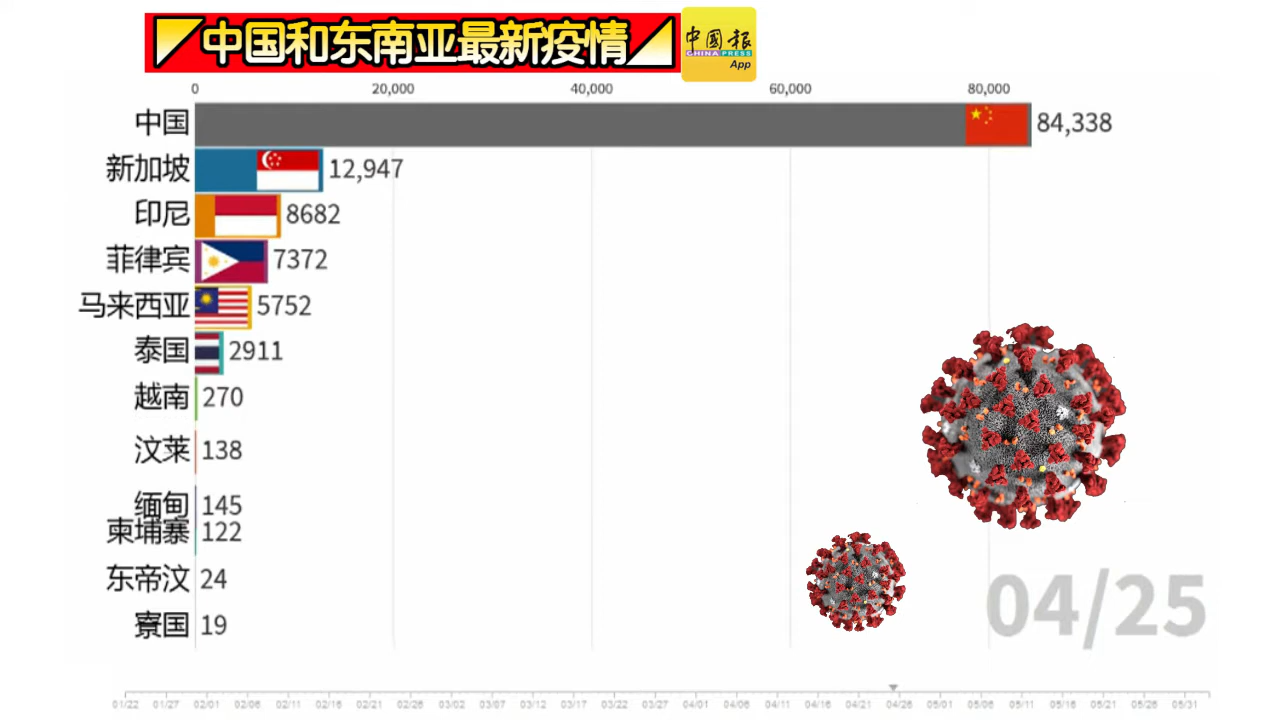 中国和东南亚最新疫情
中國報
CHINA PRESS
App
0 20,000 40,000 60,000 80,000
中国 84,338
新加坡 12,947
印尼 8682
菲律宾 7372
马来西亚 5752
泰国 2911
越南 270
汶莱 138
缅甸 145
柬埔寨 122
东帝汶 24
寮国 19
04/25
01/22 01/27 02/01 02/06 02/11 02/16 02/21 02/26 03/02 03/07 03/12 03/17 03/22 03/27 04/01 04/06 04/11 04/16 04/21 04/26 05/01 05/06 05/11 05/16 05/21 05/26 05/31